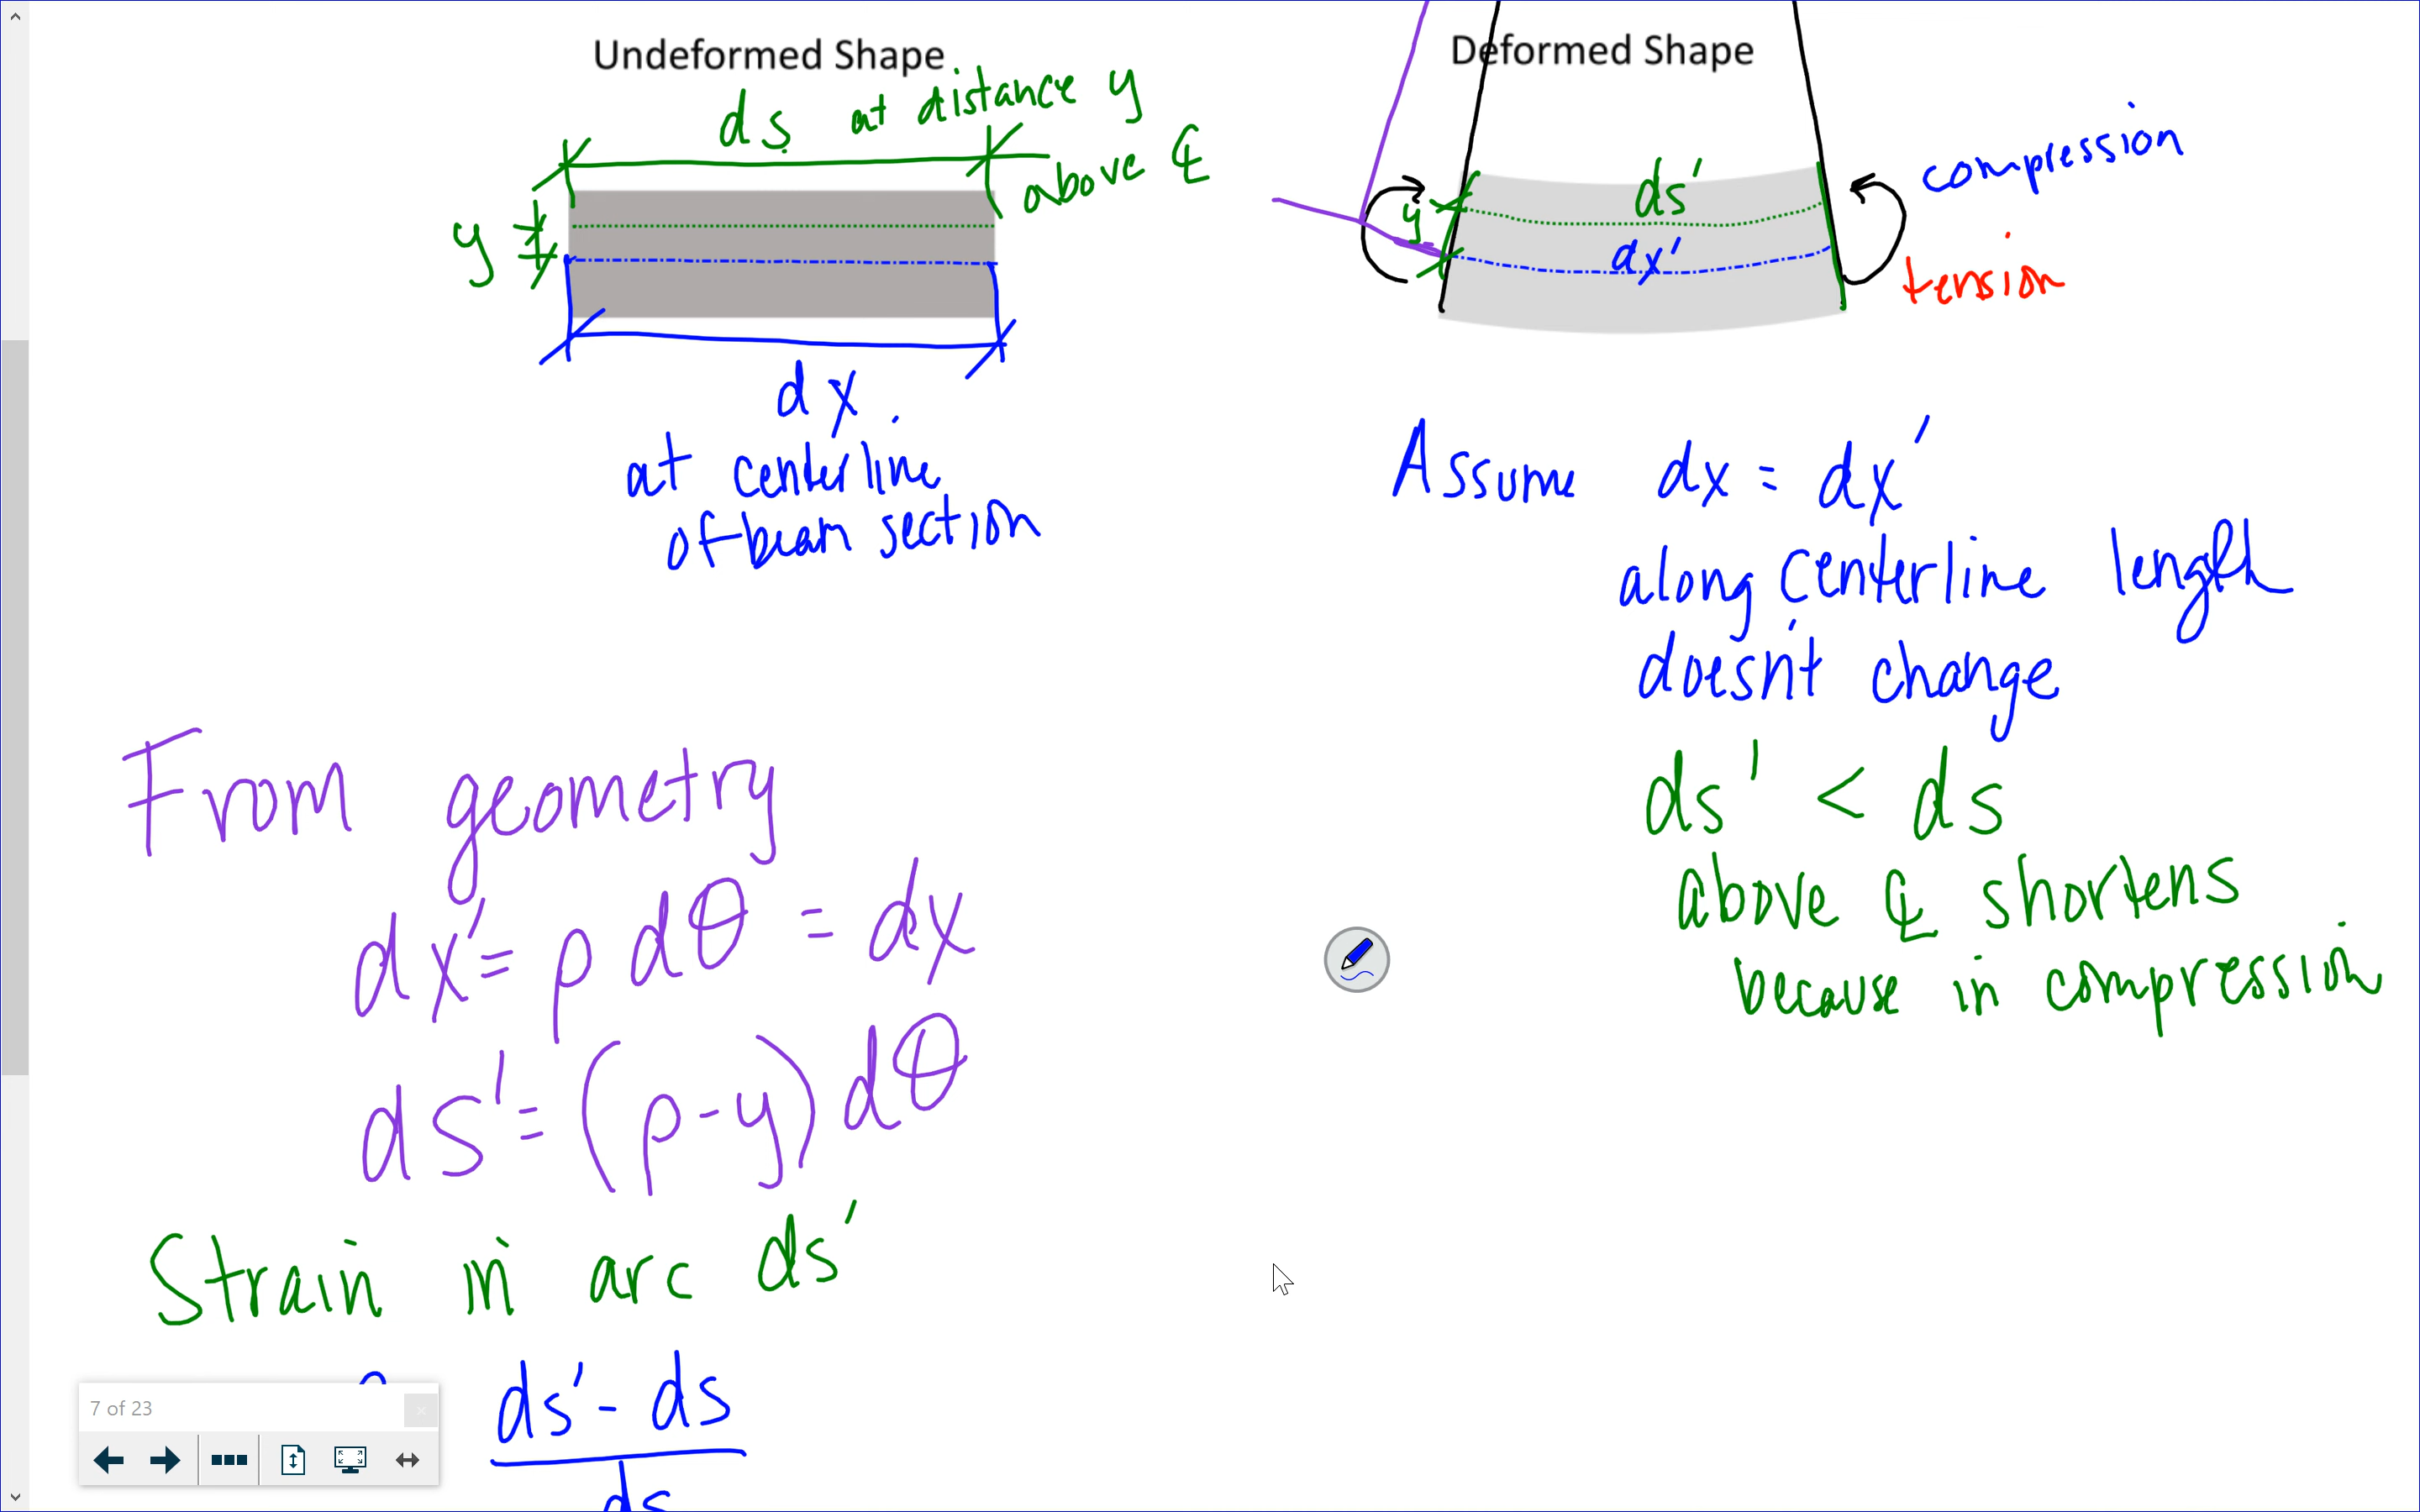 Undeformed Shape
ds at distance y
above ℄
y
dx
at centerline
of beam section
Deformed Shape
ds'
y
dx'
compression
tension
Assume dx = dx'
along centerline length
doesn't change
ds' < ds
above ℄ shortens
because in compression
From geometry
dx' = ρ dθ = dx
ds' = (ρ - y) dθ
Strain in arc ds'
ds' - ds
ds
7 of 23